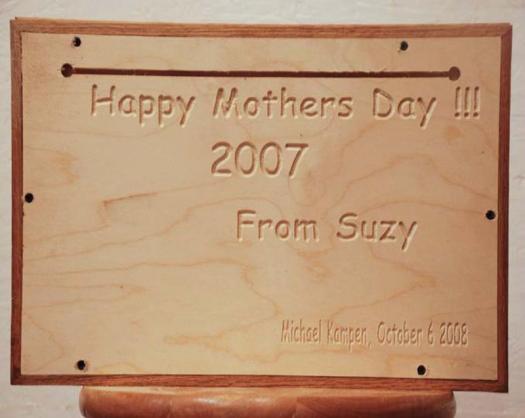 Happy Mothers Day !!!
2007
From Suzy
Michael Kampen, October 6 2008